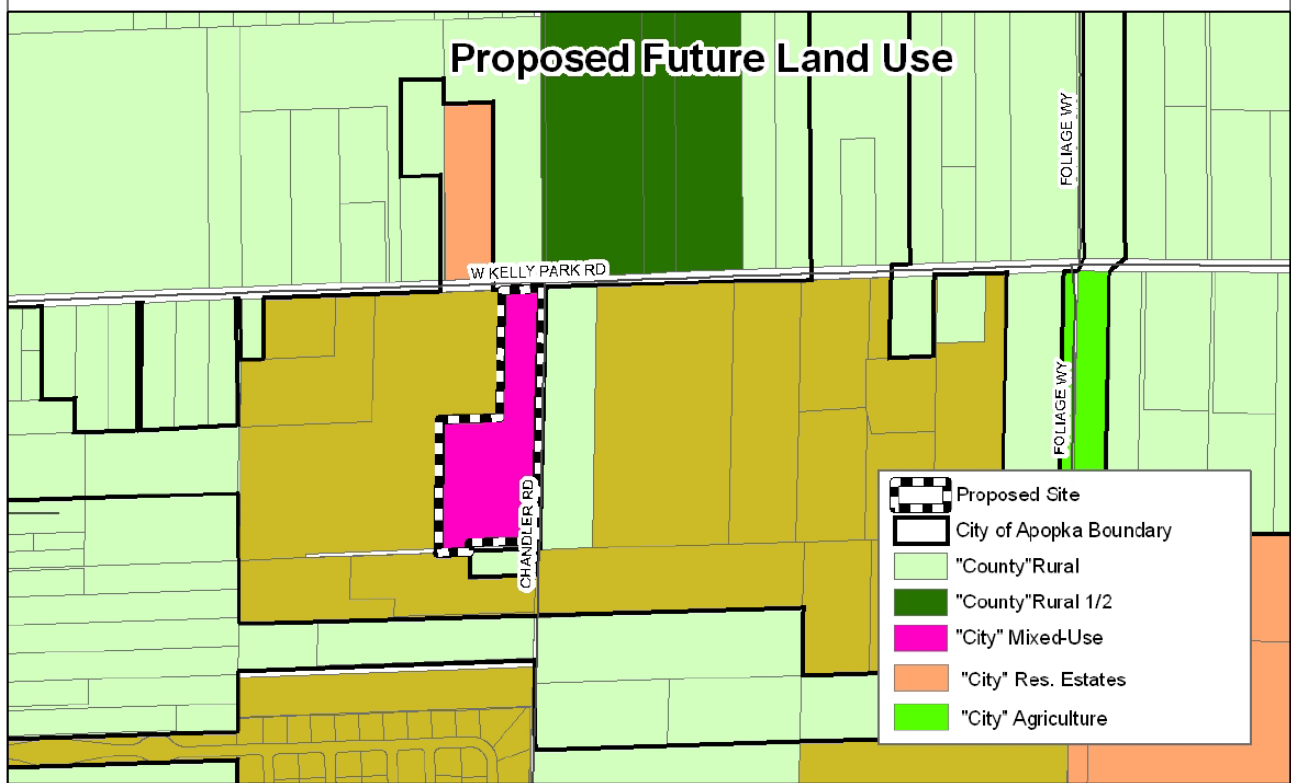 Proposed Future Land Use
FOLIAGE WY
W KELLY PARK RD
FOLIAGE WY
CHANDLER RD
Proposed Site
City of Apopka Boundary
"County"Rural
"County"Rural 1/2
"City" Mixed-Use
"City" Res. Estates
"City" Agriculture